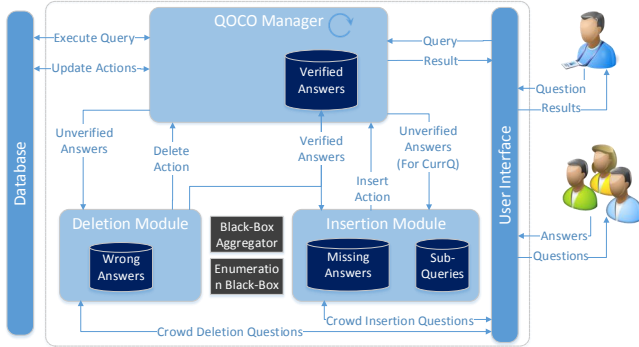 QOCO Manager
Execute Query
Update Actions
Query
Result
Verified
Answers
Question
Results
Unverified
Answers
Delete
Action
Verified
Answers
Insert
Action
Unverified
Answers
(For CurrQ)
Database
User Interface
Deletion Module
Wrong
Answers
Black-Box
Aggregator
Enumeratio
n Black-Box
Insertion Module
Missing
Answers
Sub-
Queries
Answers
Questions
Crowd Insertion Questions
Crowd Deletion Questions